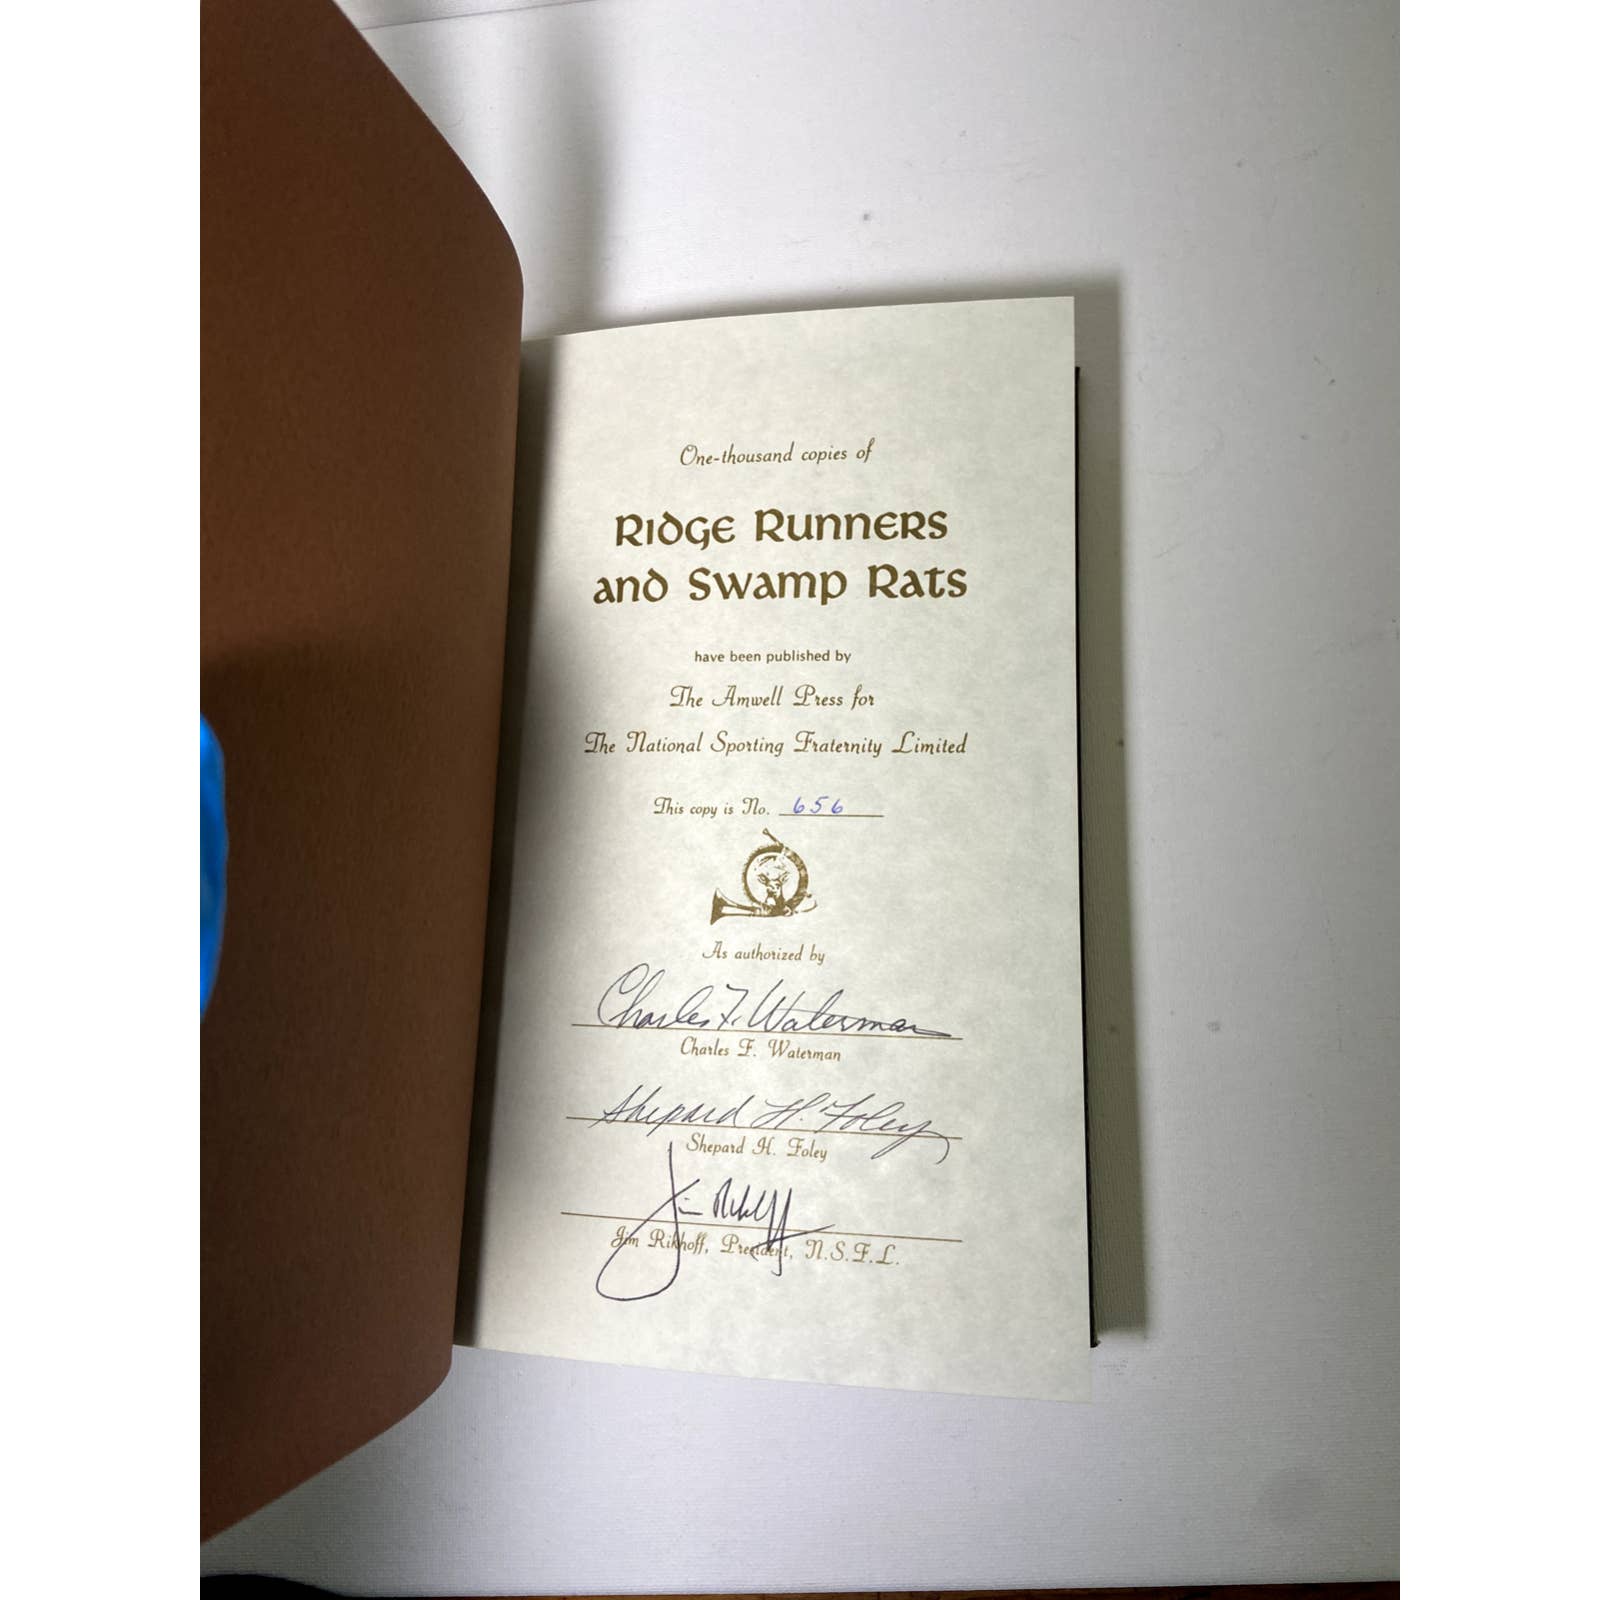 One-thousand copies of
Ridge Runners
and Swamp Rats
have been published by
The Amwell Press for
The National Sporting Fraternity Limited
This copy is No. 656
As authorized by
Charles F. Waterman
Charles F. Waterman
Shepard H. Foley
Shepard H. Foley
Jim Rikhoff
Jim Rikhoff, President, N.S.F.L.